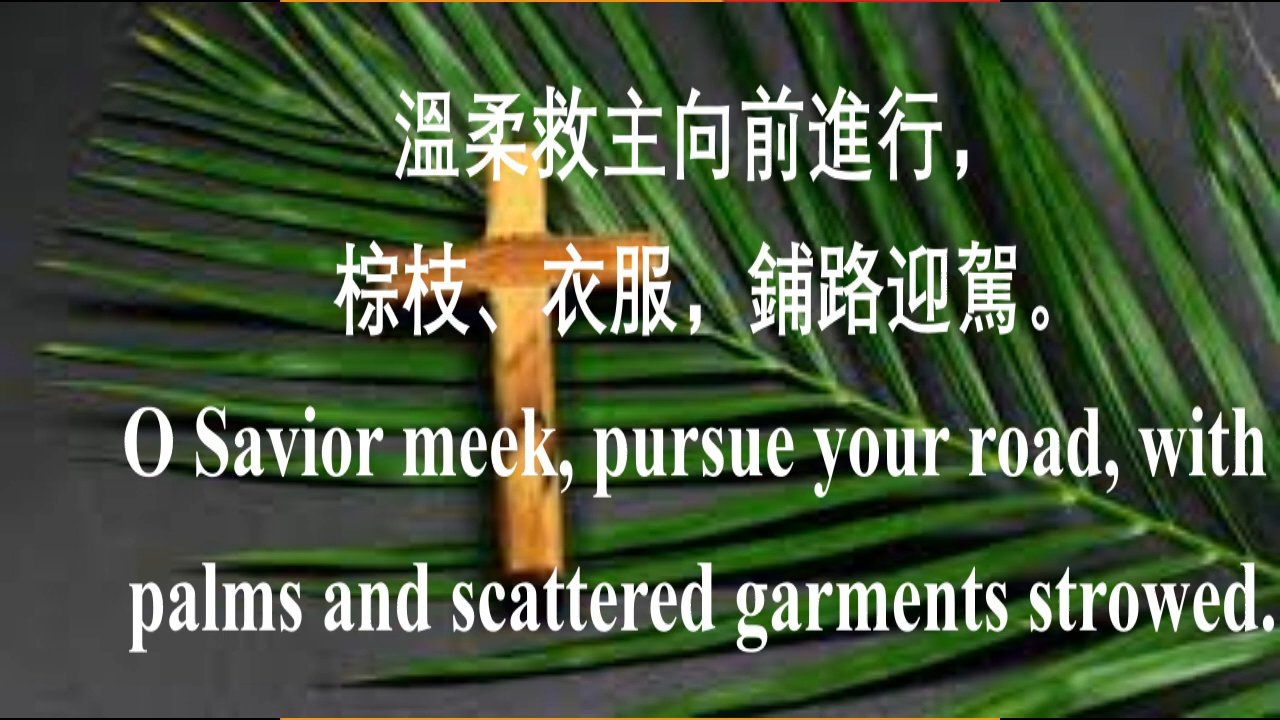 溫柔救主向前進行，
棕枝、衣服，鋪路迎駕。
O Savior meek, pursue your road, with
palms and scattered garments strowed.